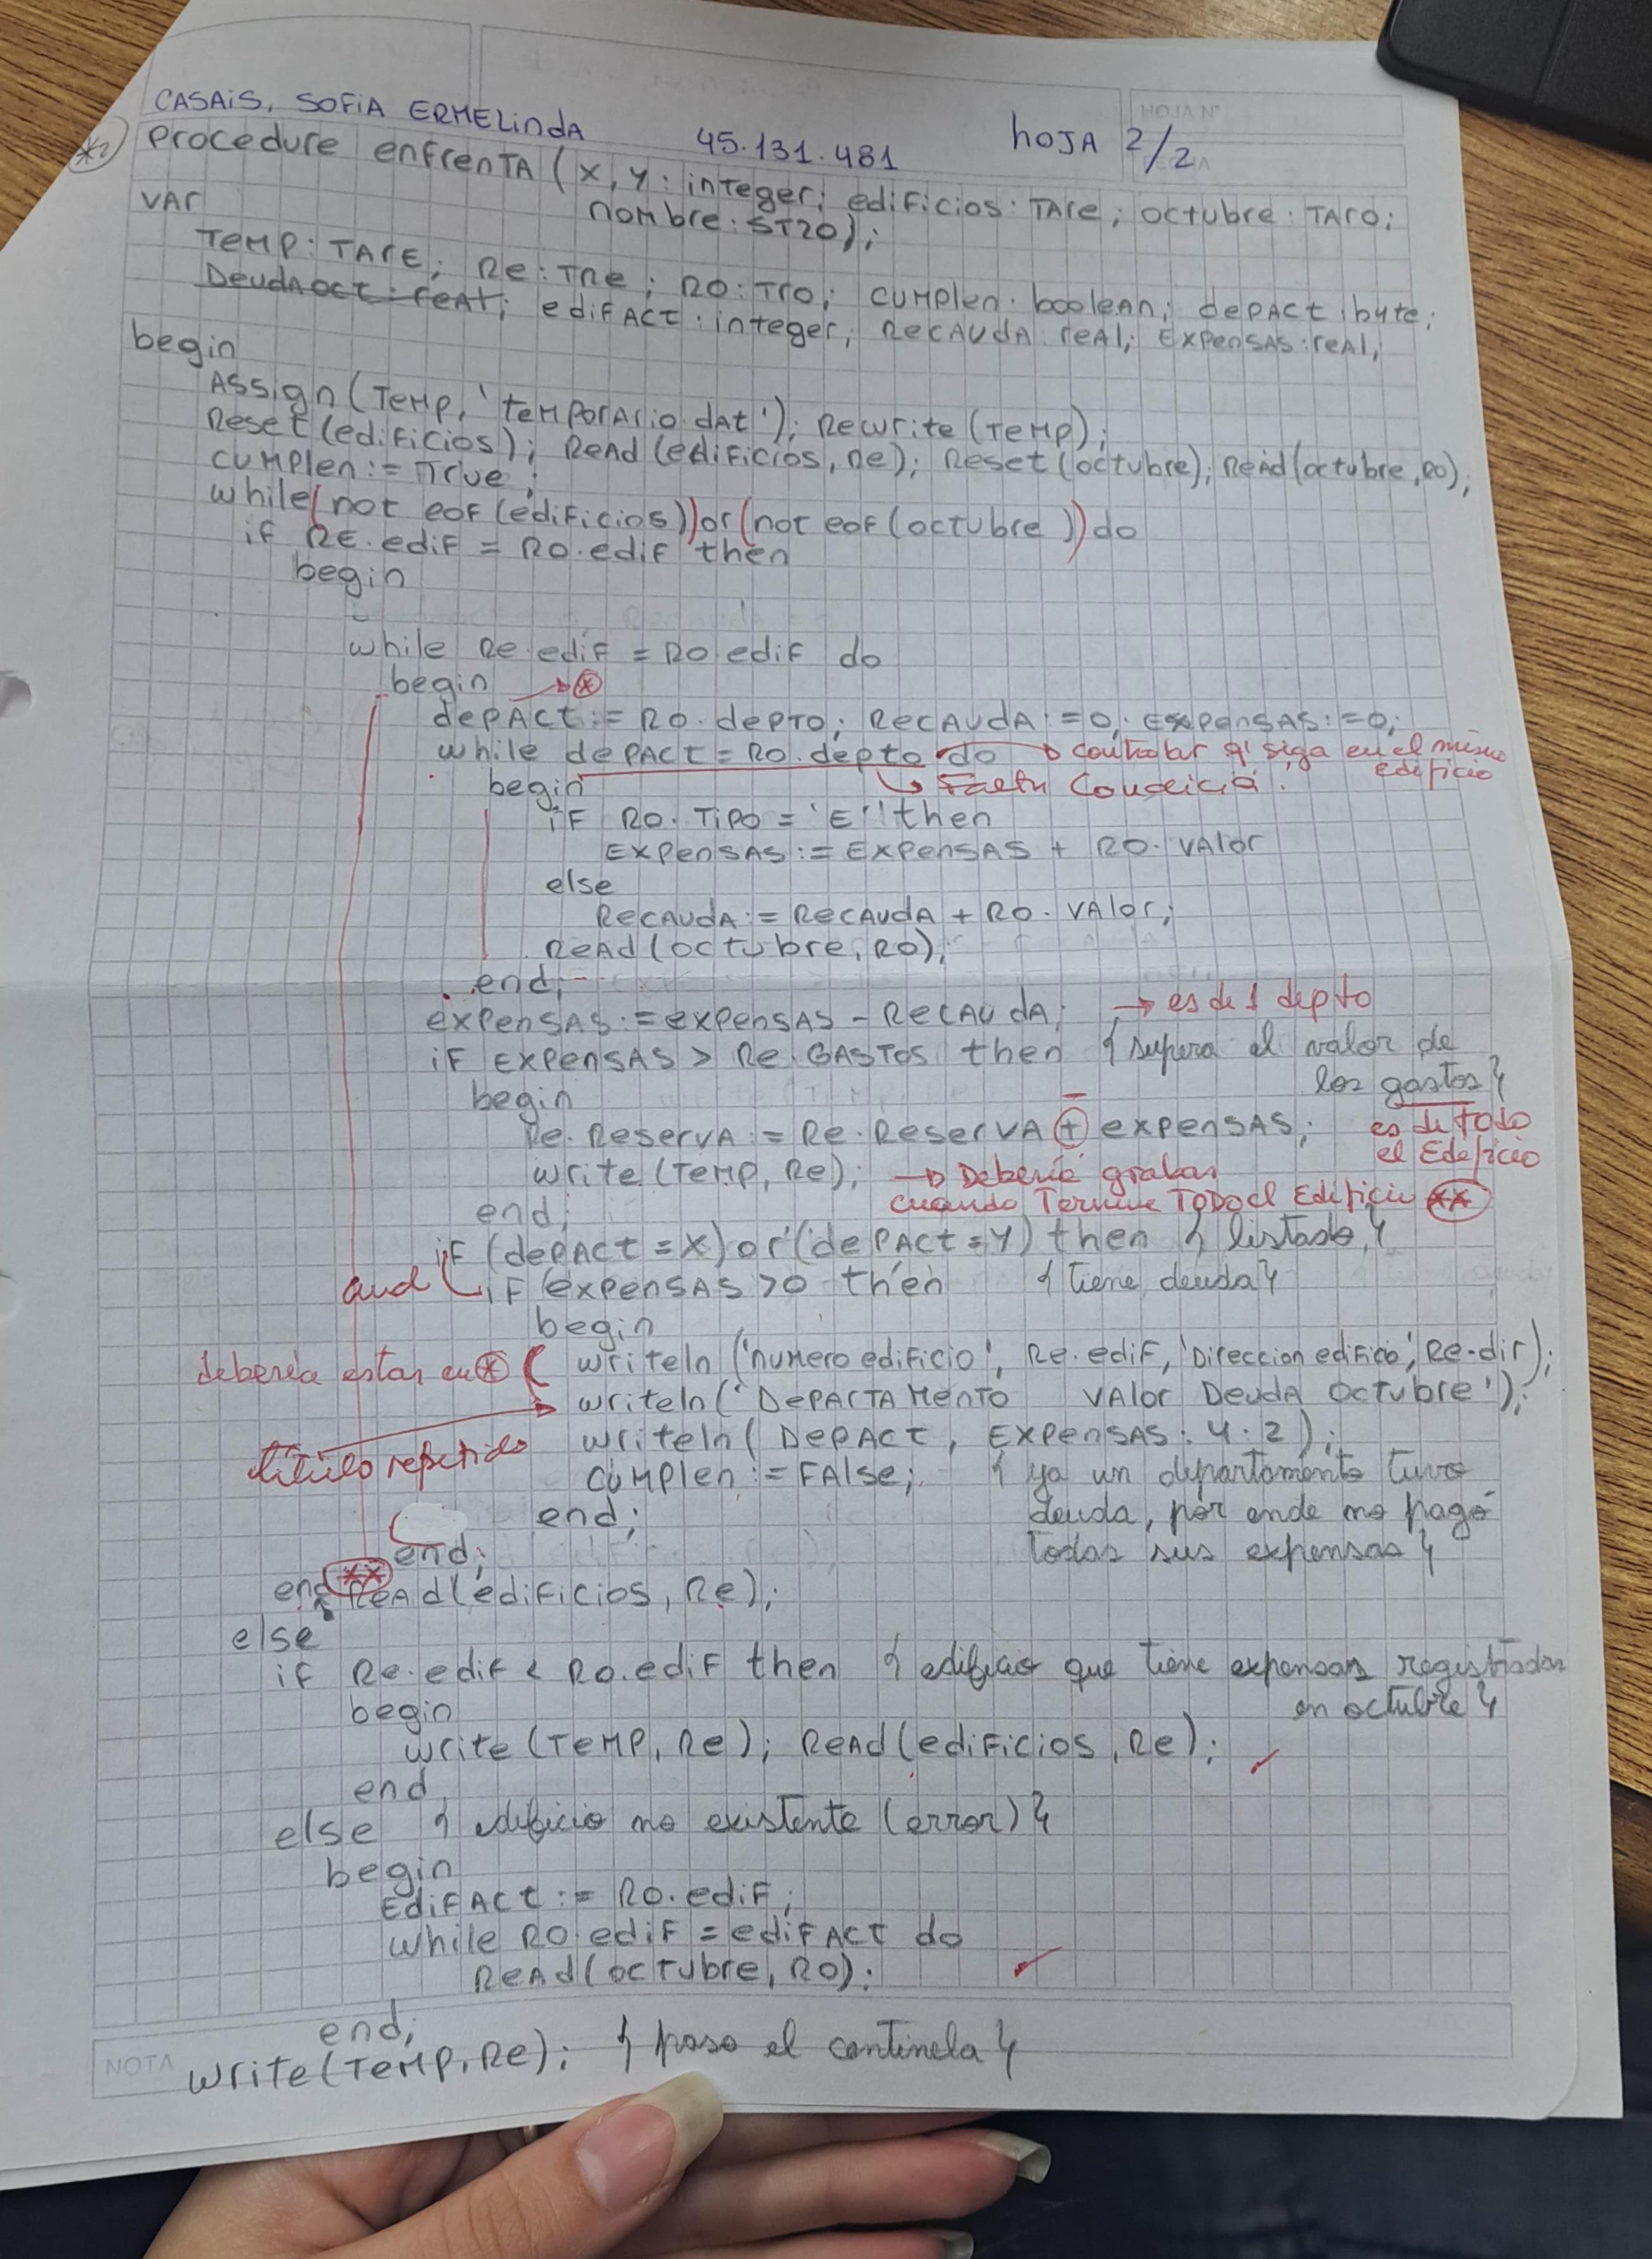 HOJA N°
CASAIS, SOFIA ERMELINDA 45.131.481 hOJA 2/2
*2 Procedure enfrenTA (X, Y: integer; edificios: TAre; octubre: TAro;
nombre: ST20);
VAr
TEMP: TArE; Re: Tre; RO: Tro; CUMPlen: booleAn; depAct: byte;
DeudAoct: reAl; edifAct: integer; RecAudA: reAl; ExpensAs: reAl;
begin
Assign(TEMP, 'teMPorArio.dAt'); Rewrite(TEMP);
Reset(edificios); ReAd(edificios, Re); Reset(octubre); ReAd(octubre, RO);
CUMPlen := True;
while (not eof(edificios)) or (not eof(octubre)) do
if RE.edif = RO.edif then
begin
while Re.edif = RO.edif do
begin → *
depAct := RO.depto; RecAudA := 0; ExpensAs := 0;
while depAct = RO.depto do → controlar q' siga en el mismo
edificio
begin ↳ Falta Condición!
if RO.TiPO = 'E' then
ExpensAs := ExpensAs + RO.VAlor
else
RecAudA := RecAudA + RO.VAlor;
ReAd(octubre, RO);
end;
expensAs := expensAs - RecAudA; → es de 1 depto
if ExpensAs > Re.GAStos then { supera el valor de
los gastos }
begin
Re.ReservA := Re.ReservA + expensAs; es de todo
-
el Edificio
write(TEMP, Re); → Debería grabar
cuando Termine TODO el Edificio **
end;
if (depAct = X) or (depAct = Y) then { listado }
and if expensAs > 0 then { tiene deuda }
begin
debería estar en * ( writeln('nuMero edificio', Re.edif, 'Direccion edificio', Re.dir);
writeln('DepArtAMento VAlor DeudA Octubre');
título repetido
writeln(DepAct, ExpensAs:4:2);
CUMPlen := FAlse; { ya un departamento tuvo
end; deuda, por ende no pagó
end; todas sus expensas }
** end ReAd(edificios, Re);
else
if Re.edif < RO.edif then { edificio que tiene expensas registradas
en octubre }
begin
write(TEMP, Re); ReAd(edificios, Re);
end
else { edificio no existente (error) }
begin
EdifAct := RO.edif;
while RO.edif = edifAct do
ReAd(octubre, RO);
end;
NOTA
write(TEMP, Re); { paso el centinela }